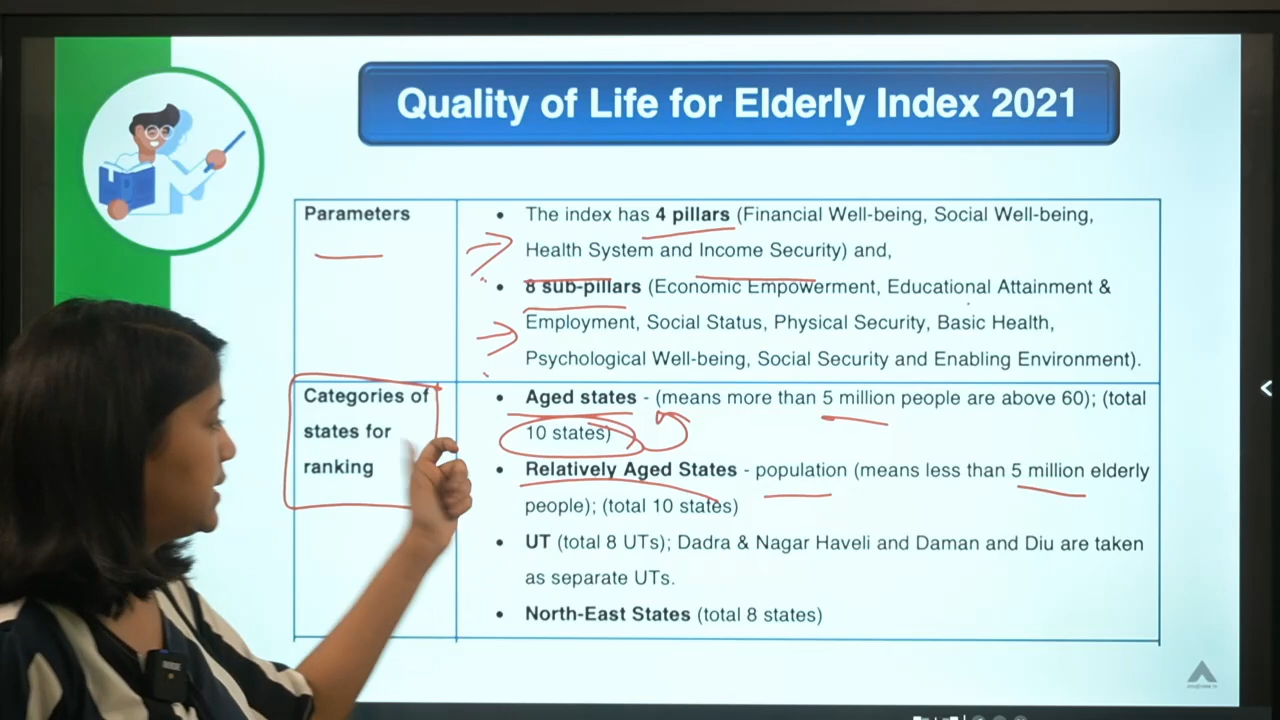 Quality of Life for Elderly Index 2021
Parameters
• The index has 4 pillars (Financial Well-being, Social Well-being,
Health System and Income Security) and,
• 8 sub-pillars (Economic Empowerment, Educational Attainment &
Employment, Social Status, Physical Security, Basic Health,
Psychological Well-being, Social Security and Enabling Environment).
Categories of
states for
ranking
• Aged states - (means more than 5 million people are above 60); (total
10 states)
• Relatively Aged States - population (means less than 5 million elderly
people); (total 10 states)
• UT (total 8 UTs); Dadra & Nagar Haveli and Daman and Diu are taken
as separate UTs.
• North-East States (total 8 states)